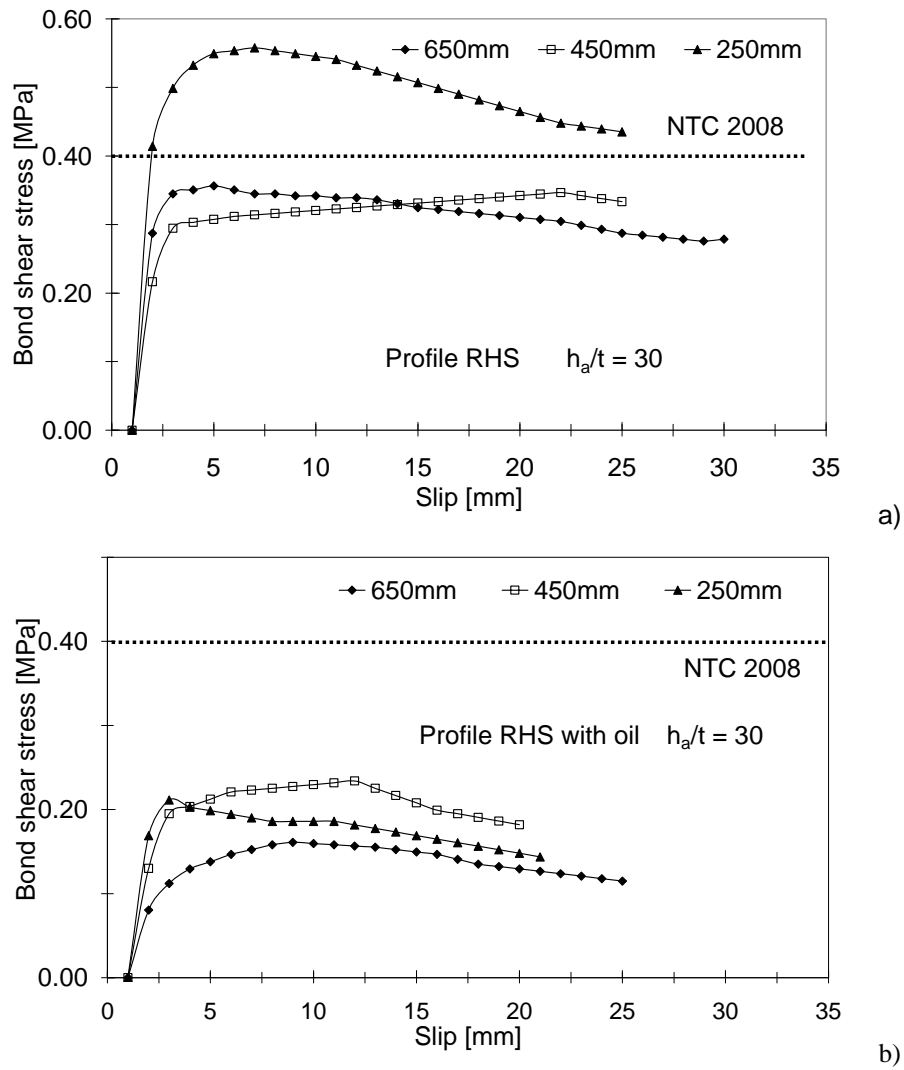 0.60
650mm 450mm 250mm
NTC 2008
0.40
Bond shear stress [MPa]
0.20
Profile RHS h_a/t = 30
0.00
0 5 10 15 20 25 30 35
Slip [mm]
a)
650mm 450mm 250mm
0.40
NTC 2008
Bond shear stress [MPa]
Profile RHS with oil h_a/t = 30
0.20
0.00
0 5 10 15 20 25 30 35
Slip [mm]
b)